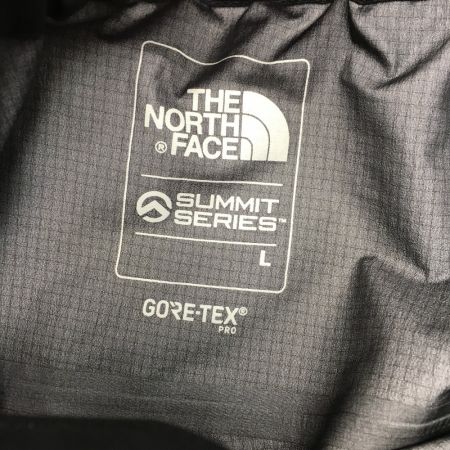 THE
NORTH
® FACE
SUMMIT
SERIES™
L
GORE-TEX®
PRO